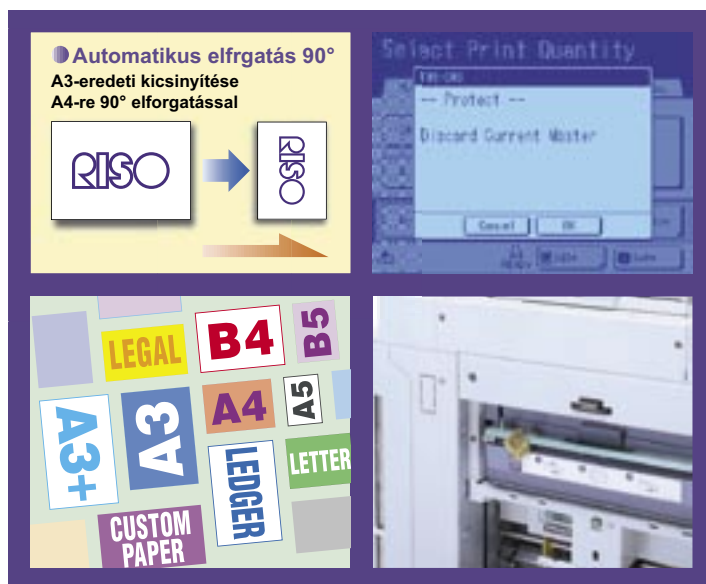 Automatikus elfrgatás 90°
A3-eredeti kicsinyítése
A4-re 90° elforgatással
RISO
RISO
Select Print Quantity
-- Protect --
Discard Current Master
Cancel
OK
LEGAL
B4
B5
A3+
A3
A4
A5
LEDGER
LETTER
CUSTOM
PAPER